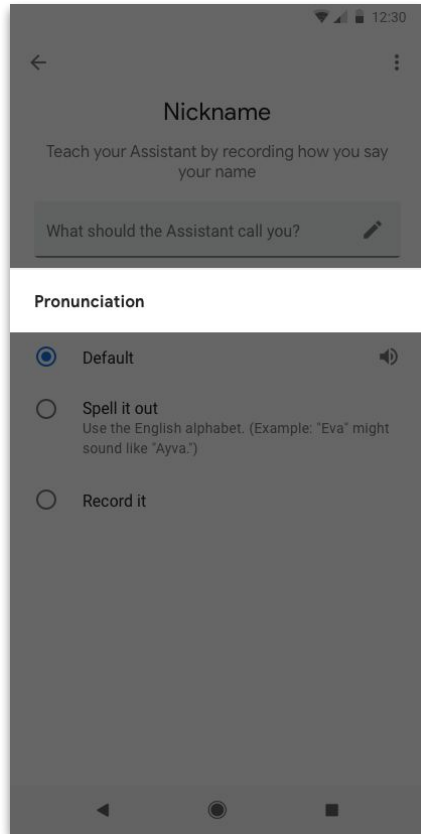 12:30
Nickname
Teach your Assistant by recording how you say
your name
What should the Assistant call you?
Pronunciation
Default
Spell it out
Use the English alphabet. (Example: "Eva" might
sound like "Ayva.")
Record it